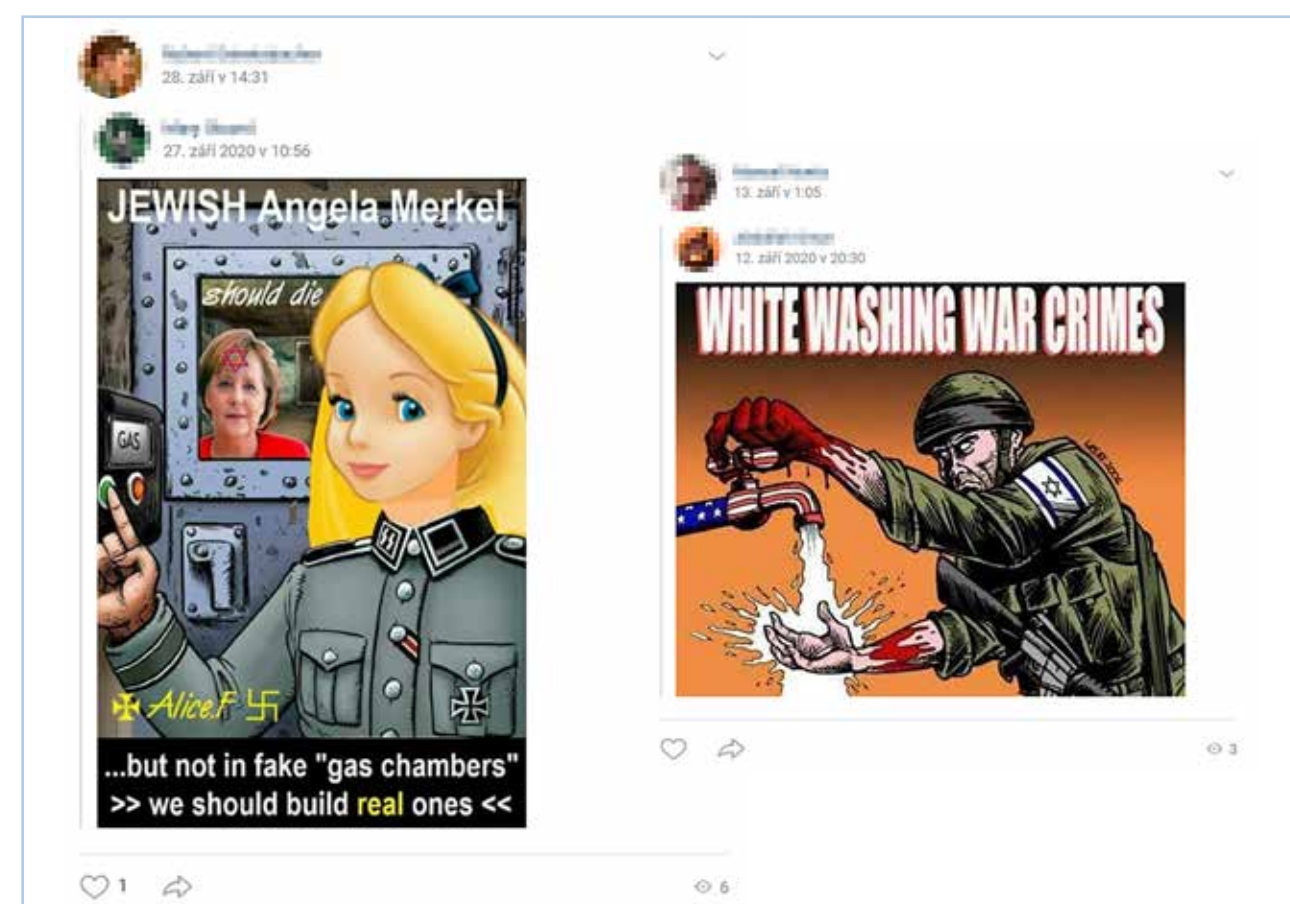 28. září v 14:31
27. září 2020 v 10:56
JEWISH Angela Merkel
should die
GAS
Alice.F
...but not in fake "gas chambers"
>> we should build real ones <<
1
6
13. září v 1:05
12. září 2020 v 20:30
WHITE WASHING WAR CRIMES
3